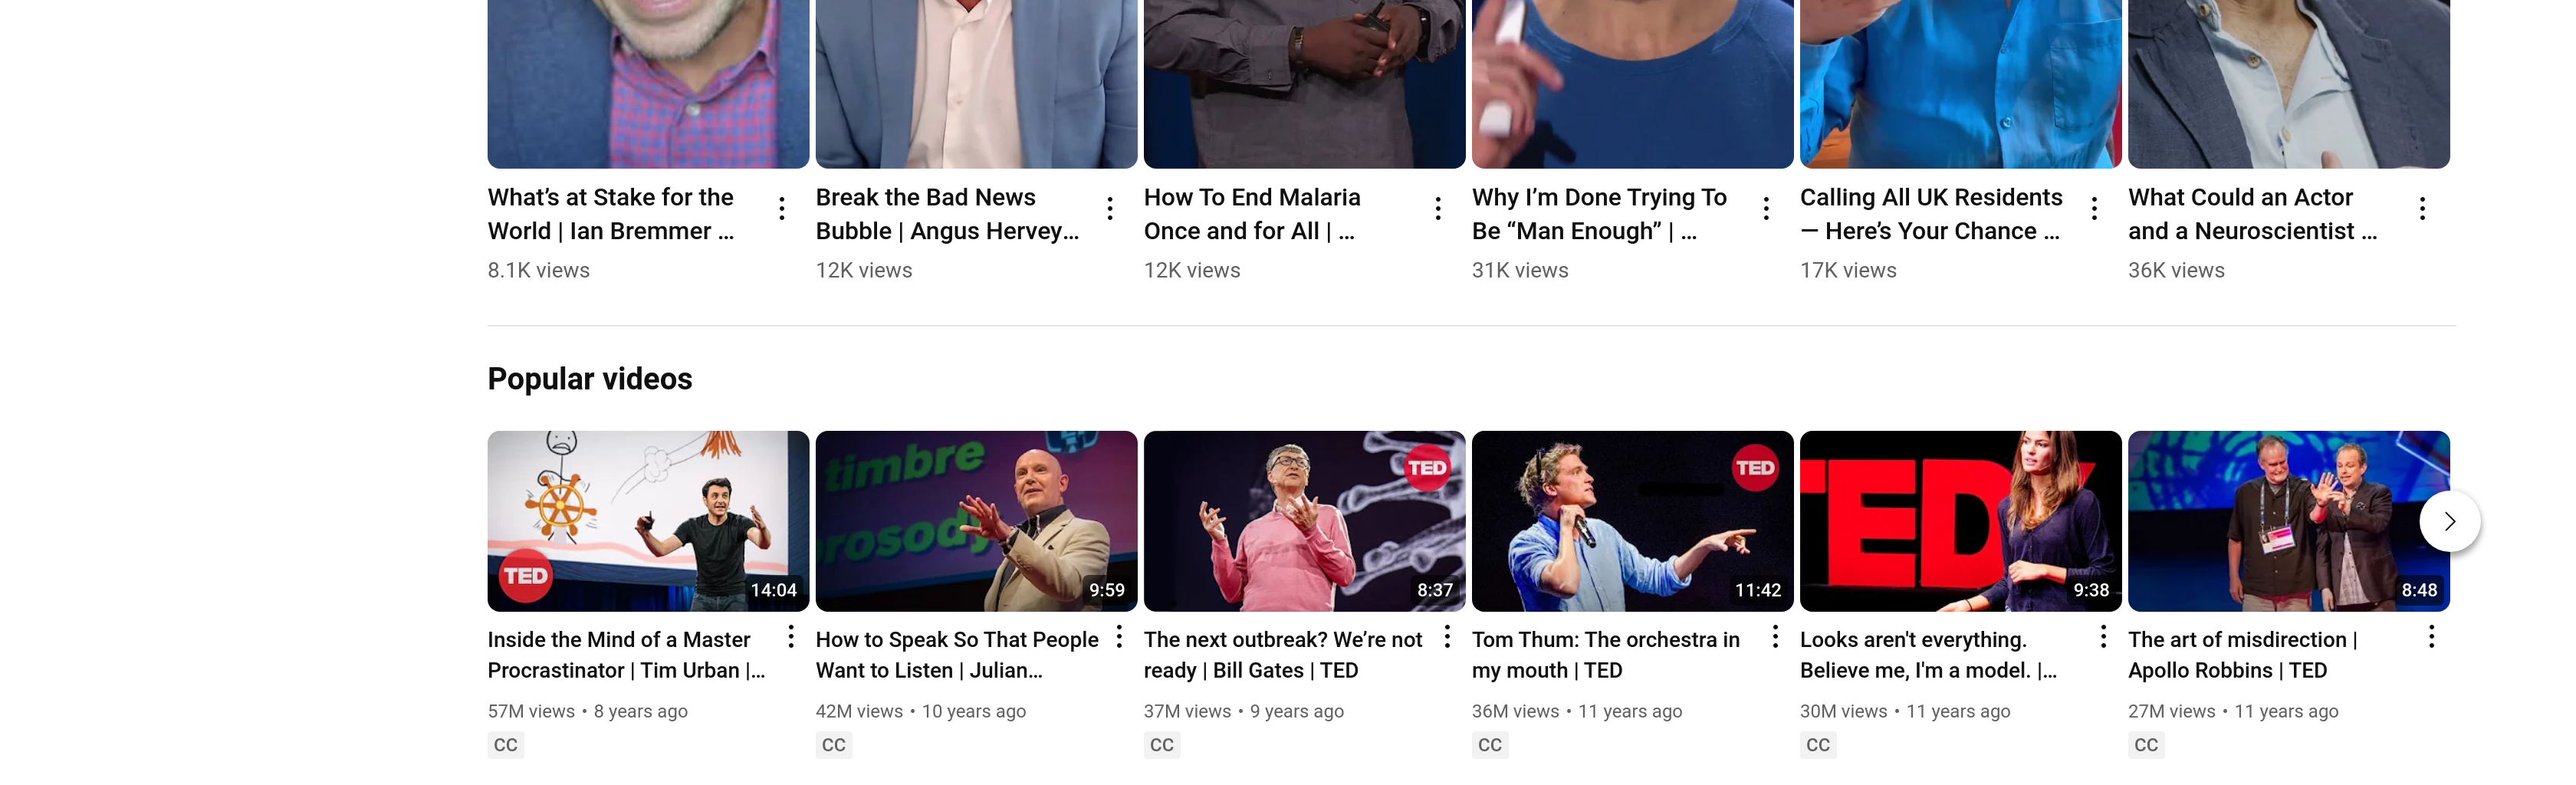 What’s at Stake for the
World | Ian Bremmer ...
8.1K views
Break the Bad News
Bubble | Angus Hervey...
12K views
How To End Malaria
Once and for All | ...
12K views
Why I’m Done Trying To
Be “Man Enough” | ...
31K views
Calling All UK Residents
— Here’s Your Chance ...
17K views
What Could an Actor
and a Neuroscientist ...
36K views
Popular videos
TED
14:04
Inside the Mind of a Master
Procrastinator | Tim Urban |...
57M views • 8 years ago
CC
timbre
prosody
9:59
How to Speak So That People
Want to Listen | Julian...
42M views • 10 years ago
CC
TED
8:37
The next outbreak? We’re not
ready | Bill Gates | TED
37M views • 9 years ago
CC
TED
11:42
Tom Thum: The orchestra in
my mouth | TED
36M views • 11 years ago
CC
TED
9:38
Looks aren't everything.
Believe me, I'm a model. |...
30M views • 11 years ago
CC
8:48
The art of misdirection |
Apollo Robbins | TED
27M views • 11 years ago
CC